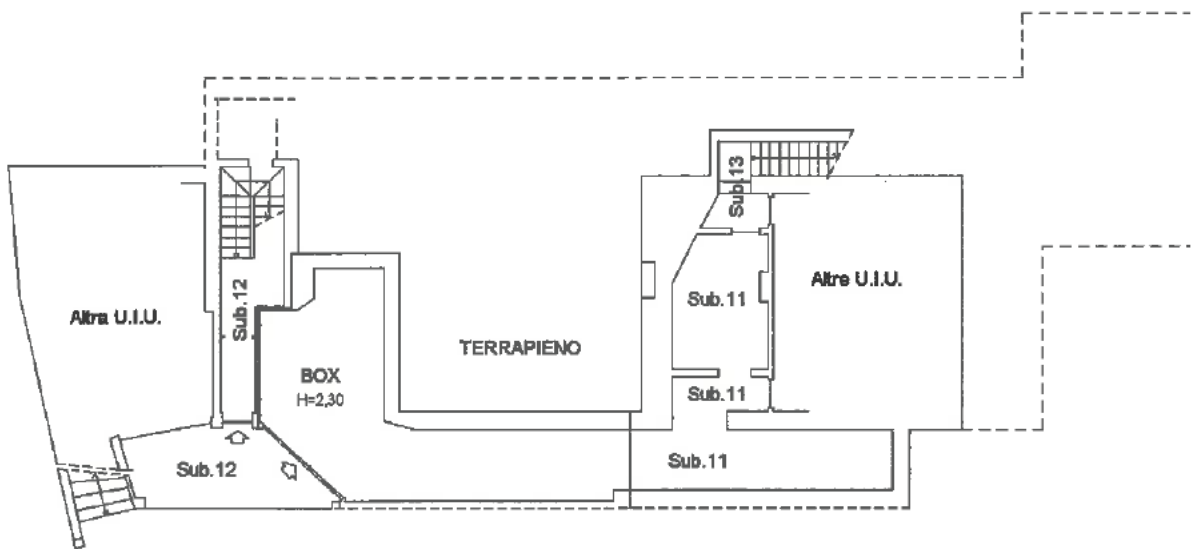 Sub.13
Altre U.I.U.
Sub.11
Sub.12
Altra U.I.U.
TERRAPIENO
BOX
H=2,30
Sub.11
Sub.11
Sub.12